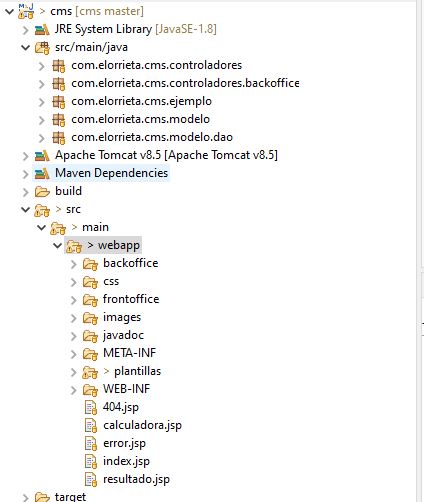 > cms [cms master]
JRE System Library [JavaSE-1.8]
src/main/java
com.elorrieta.cms.controladores
com.elorrieta.cms.controladores.backoffice
com.elorrieta.cms.ejemplo
com.elorrieta.cms.modelo
com.elorrieta.cms.modelo.dao
Apache Tomcat v8.5 [Apache Tomcat v8.5]
Maven Dependencies
build
> src
> main
> webapp
backoffice
css
frontoffice
images
javadoc
META-INF
> plantillas
WEB-INF
404.jsp
calculadora.jsp
error.jsp
index.jsp
resultado.jsp
target